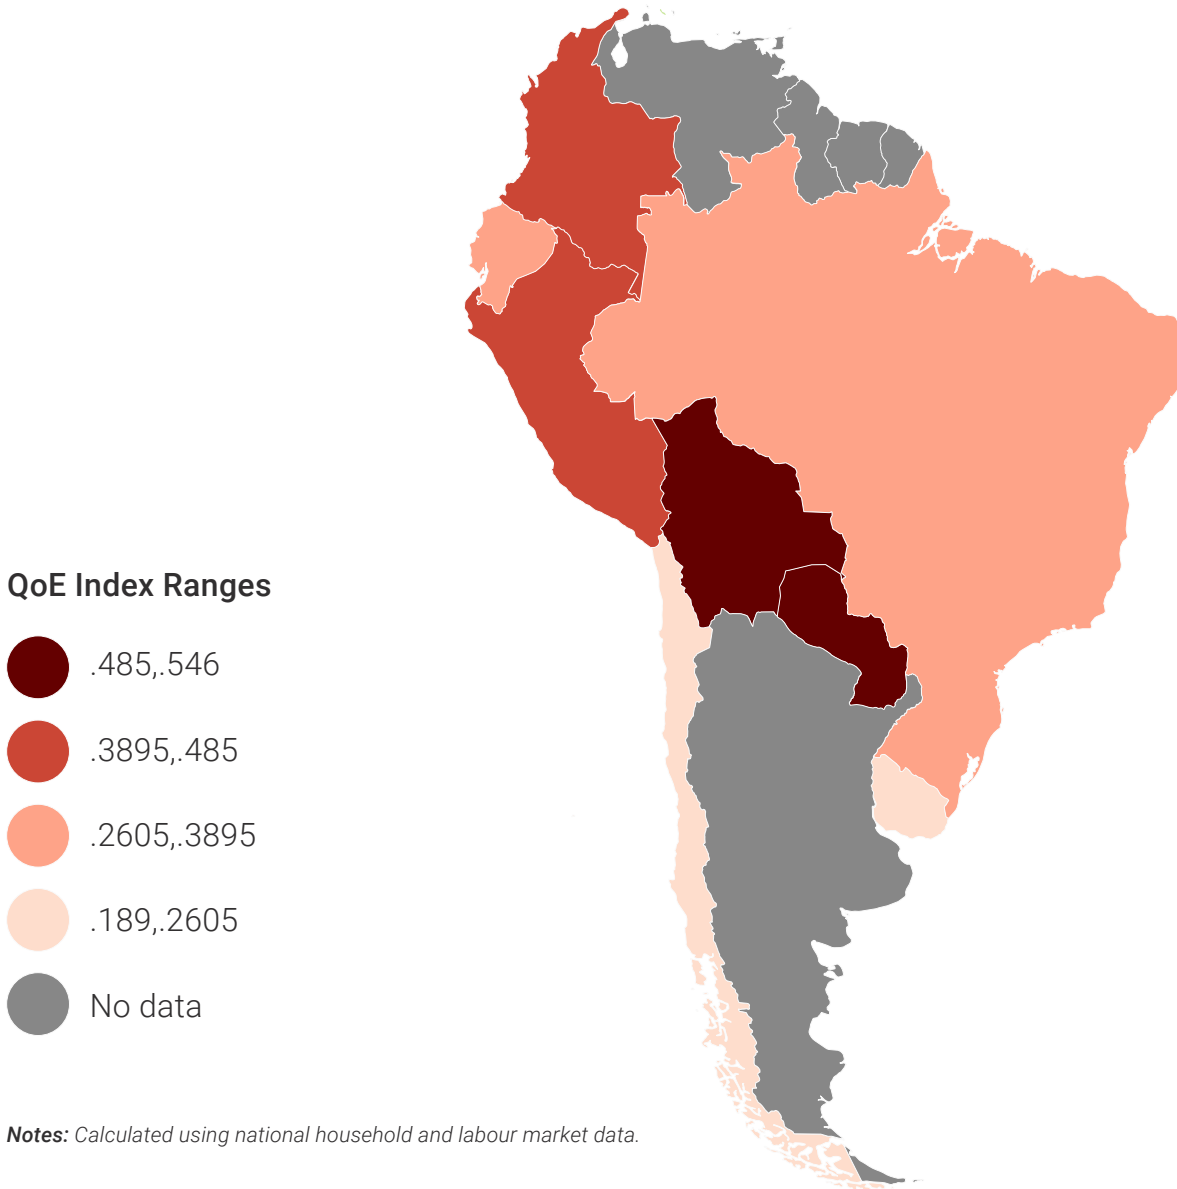 QoE Index Ranges
.485,.546
.3895,.485
.2605,.3895
.189,.2605
No data
Notes: Calculated using national household and labour market data.